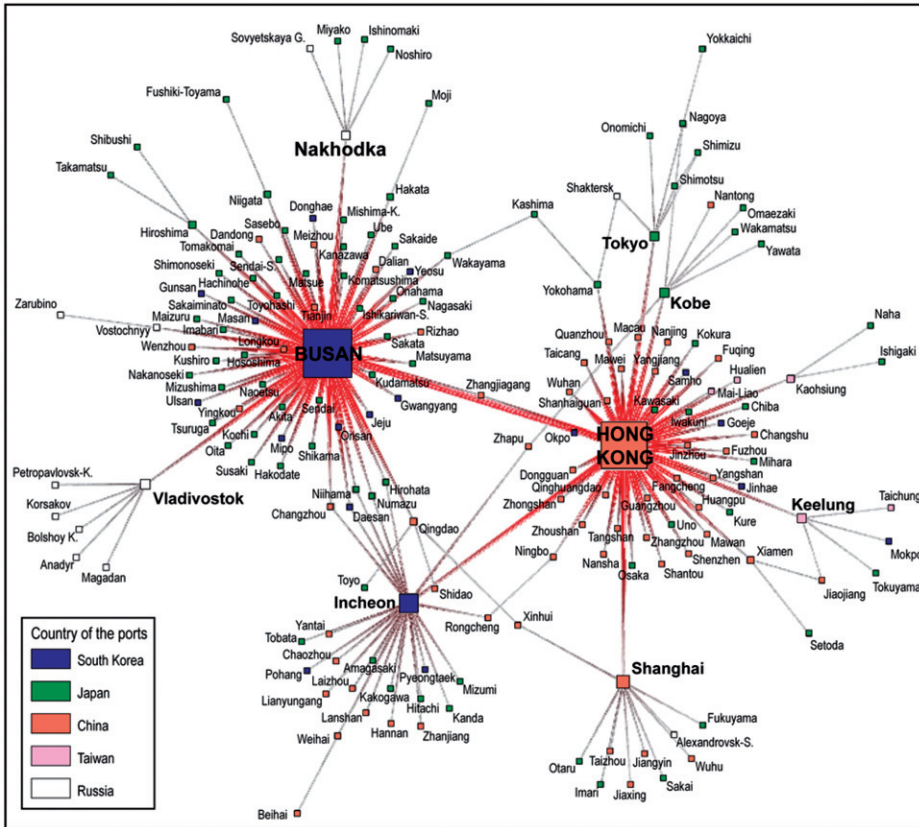 Sovyetskaya G.
Miyako
Ishinomaki
Noshiro
Yokkaichi
Fushiki-Toyama
Moji
Nagoya
Onomichi
Shimizu
Nakhodka
Shibushi
Takamatsu
Shaktersk
Shimotsu
Hakata
Kashima
Nantong
Omaezaki
Wakamatsu
Yawata
Niigata
Donghae
Mishima-K.
Hiroshima
Sasebo
Dandong
Meizhou
Ube
Sakaide
Tokyo
Tomakomai
Kanazawa
Dalian
Yeosu
Wakayama
Shimonoseki
Sendai-S.
Hachinohe
Matsue
Komatsushima
Yokohama
Kobe
Gunsan
Onahama
Zarubino
Sakaiminato
Toyohashi
Tianjin
Ishikariwan-S.
Nagasaki
Naha
Maizuru
Masan
Vostochnyy
Imabari
Longkou
Rizhao
Quanzhou
Macau
Nanjing
Kokura
Wenzhou
BUSAN
Sakata
Taicang
Mawei
Yangjiang
Fuqing
Ishigaki
Kushiro
Hososhima
Matsuyama
Hualien
Nakanoseki
Kudamatsu
Zhangjiagang
Wuhan
Samho
Kaohsiung
Mizushima
Naoetsu
Gwangyang
Shanhaiguan
Mai-Liao
Ulsan
Yingkou
Sendai
Kawasaki
Chiba
Tsuruga
Akita
Jeju
Iwakuni
Goeje
Kochi
Onsan
Okpo
HONG
KONG
Changshu
Oita
Mipo
Shikama
Zhapu
Jinzhou
Fuzhou
Mihara
Susaki
Hakodate
Dongguan
Yangshan
Petropavlovsk-K.
Vladivostok
Niihama
Hirohata
Qinghuangdao
Fangcheng
Jinhae
Korsakov
Changzhou
Numazu
Zhongshan
Guangzhou
Huangpu
Keelung
Taichung
Daesan
Qingdao
Zhoushan
Uno
Kure
Bolshoy K.
Tangshan
Zhangzhou
Mawan
Ningbo
Shenzhen
Xiamen
Mokpo
Anadyr
Nansha
Osaka
Shantou
Magadan
Toyo
Shidao
Jiaojiang
Tokuyama
Incheon
Rongcheng
Xinhui
Setoda
Country of the ports
South Korea
Japan
China
Taiwan
Russia
Yantai
Tobata
Chaozhou
Amagasaki
Pohang
Laizhou
Pyeongtaek
Mizumi
Shanghai
Lianyungang
Kakogawa
Hitachi
Lanshan
Kanda
Fukuyama
Weihai
Hannan
Zhanjiang
Alexandrovsk-S.
Otaru
Taizhou
Jiangyin
Wuhu
Imari
Jiaxing
Sakai
Beihai